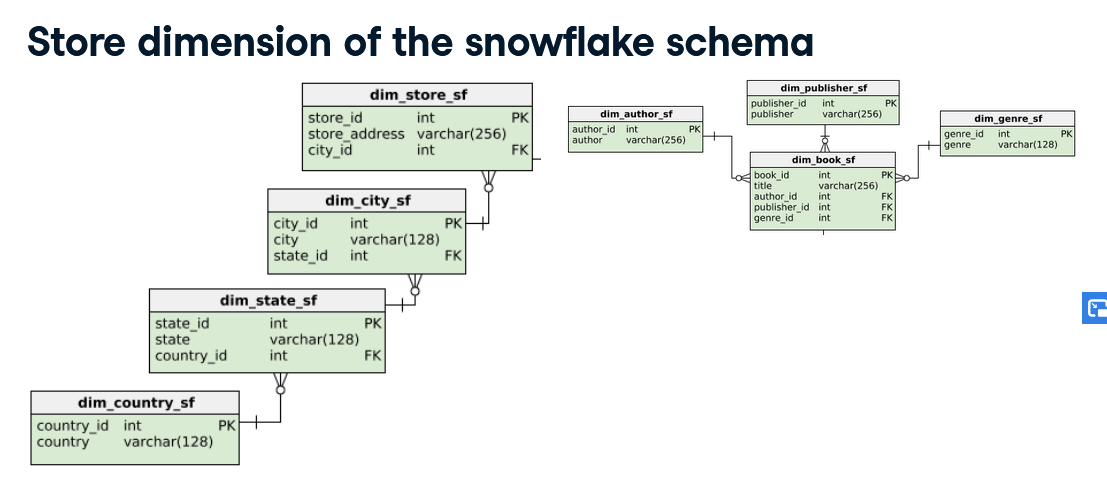 Store dimension of the snowflake schema
dim_store_sf
store_id int PK
store_address varchar(256)
city_id int FK
dim_city_sf
city_id int PK
city varchar(128)
state_id int FK
dim_state_sf
state_id int PK
state varchar(128)
country_id int FK
dim_country_sf
country_id int PK
country varchar(128)
dim_author_sf
author_id int PK
author varchar(256)
dim_publisher_sf
publisher_id int PK
publisher varchar(256)
dim_genre_sf
genre_id int PK
genre varchar(128)
dim_book_sf
book_id int PK
title varchar(256)
author_id int FK
publisher_id int FK
genre_id int FK